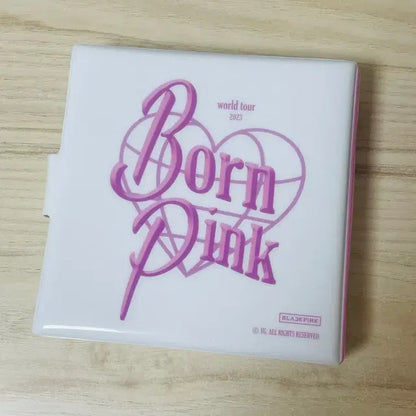 world tour
2023
Born
Pink
BLACKPINK
© YG. ALL RIGHTS RESERVED.